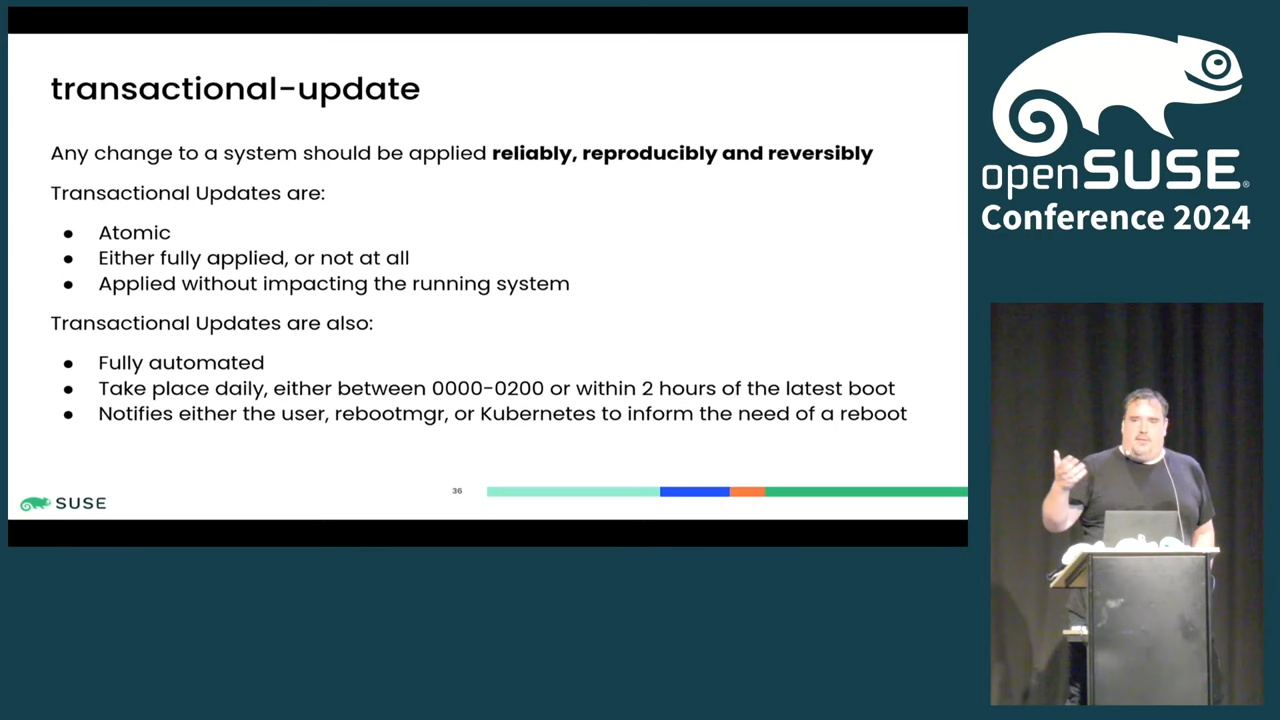 transactional-update
Any change to a system should be applied reliably, reproducibly and reversibly
Transactional Updates are:
● Atomic
● Either fully applied, or not at all
● Applied without impacting the running system
Transactional Updates are also:
● Fully automated
● Take place daily, either between 0000-0200 or within 2 hours of the latest boot
● Notifies either the user, rebootmgr, or Kubernetes to inform the need of a reboot
36
SUSE
openSUSE®
Conference 2024